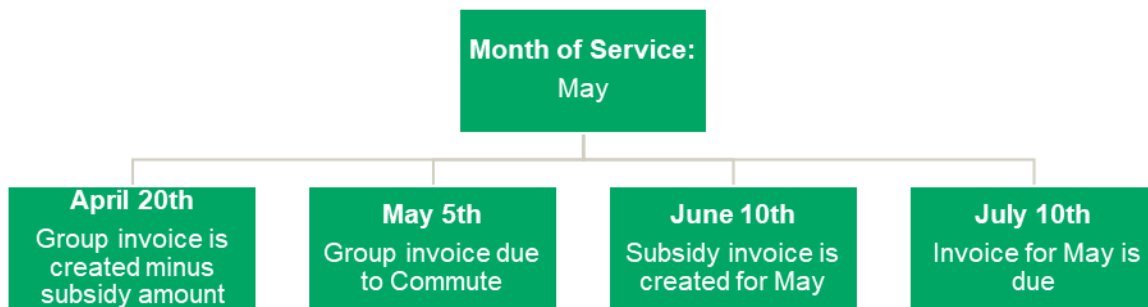 Month of Service:
May
April 20th
Group invoice is
created minus
subsidy amount
May 5th
Group invoice due
to Commute
June 10th
Subsidy invoice is
created for May
July 10th
Invoice for May is
due